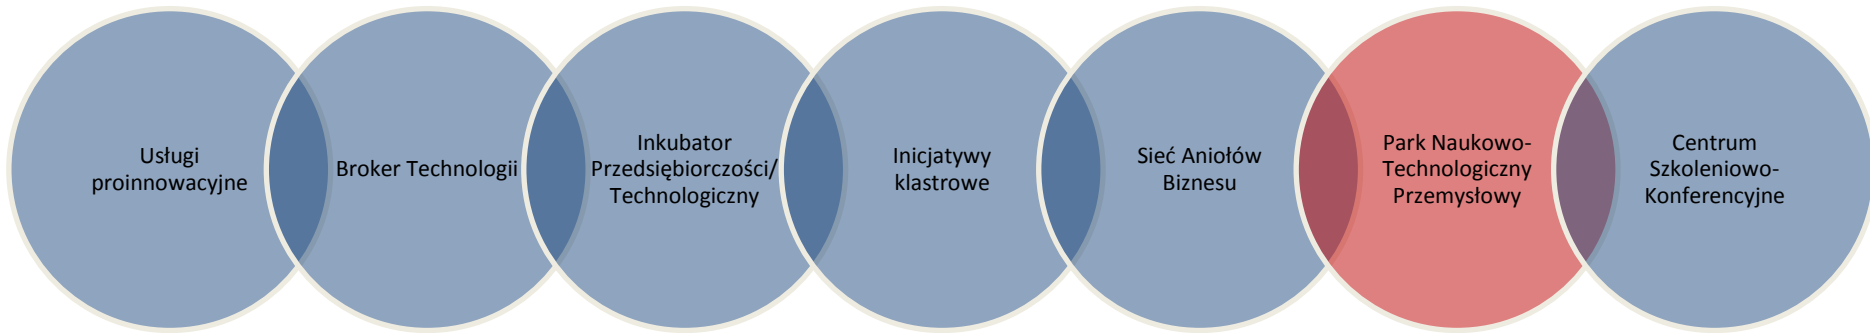 Usługi
proinnowacyjne
Broker Technologii
Inkubator
Przedsiębiorczości/
Technologiczny
Inicjatywy
klastrowe
Sieć Aniołów
Biznesu
Park Naukowo-
Technologiczny
Przemysłowy
Centrum
Szkoleniowo-
Konferencyjne